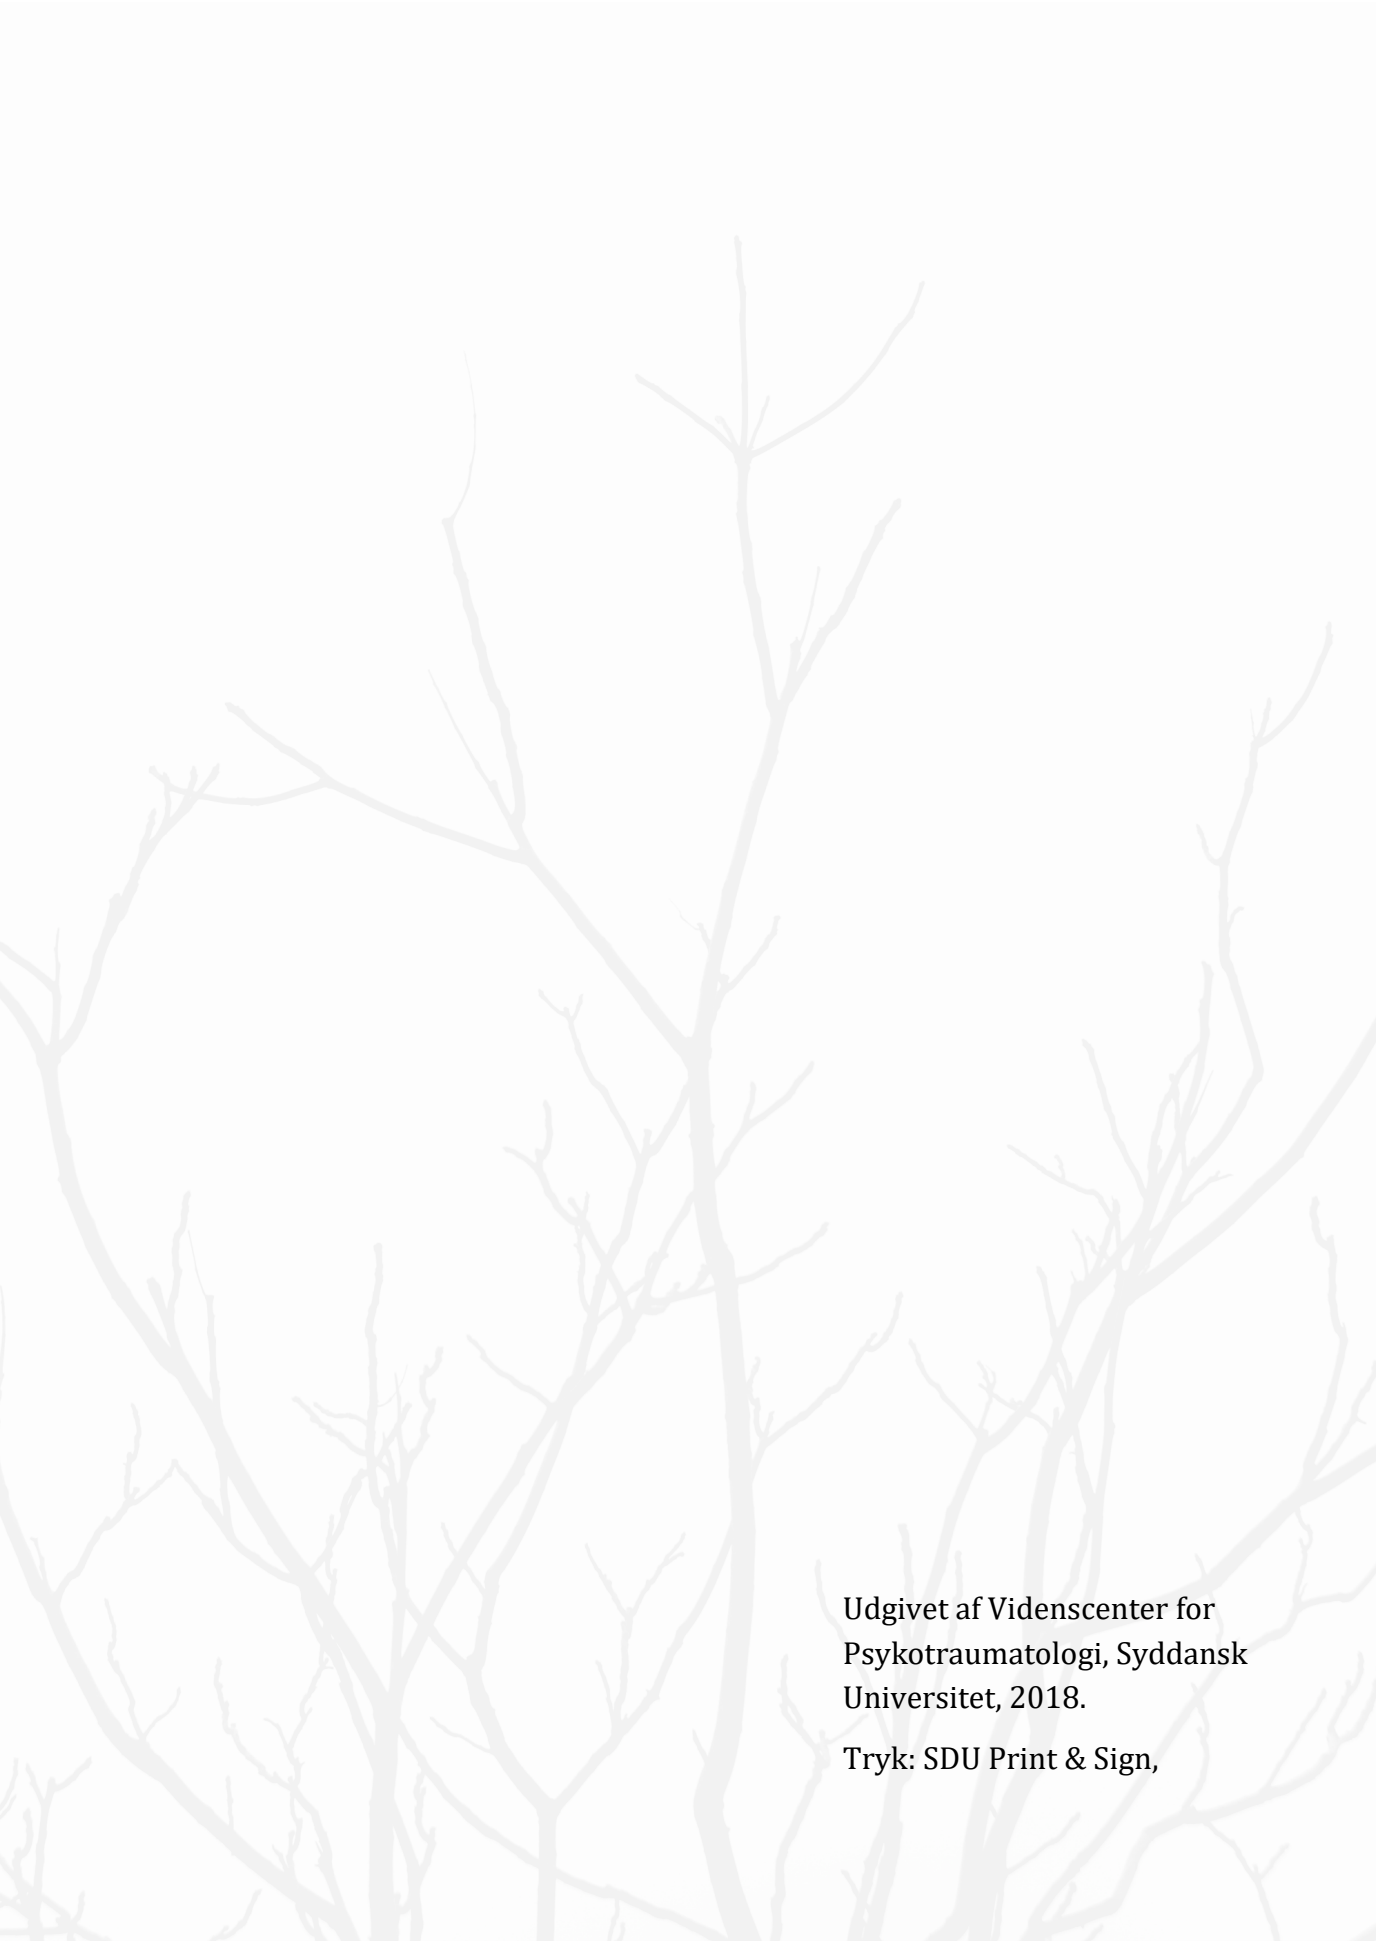 Udgivet af Videnscenter for
Psykotraumatologi, Syddansk
Universitet, 2018.
Tryk: SDU Print & Sign,